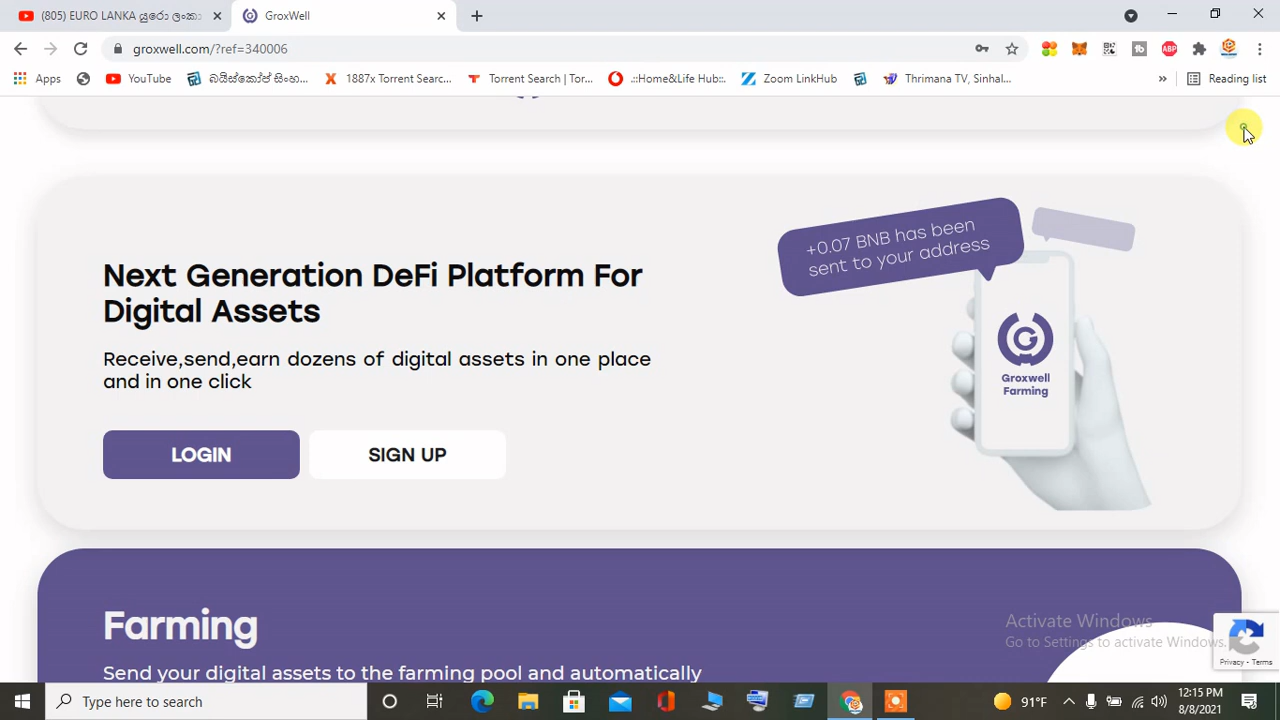 (805) EURO LANKA යුරො ලංකා
GroxWell
groxwell.com/?ref=340006
ABP
Apps
YouTube
බයිස්කෝප් සිංහ...
1887x Torrent Searc...
Torrent Search | Tor...
.::Home&Life Hub::.
Zoom LinkHub
Thrimana TV, Sinhal...
»
Reading list
+0.07 BNB has been
sent to your address
Next Generation DeFi Platform For
Digital Assets
Receive,send,earn dozens of digital assets in one place
and in one click
Groxwell
Farming
LOGIN
SIGN UP
Farming
Send your digital assets to the farming pool and automatically
Activate Windows
Go to Settings to activate Windows.
Privacy - Terms
Type here to search
91°F
12:15 PM
8/8/2021